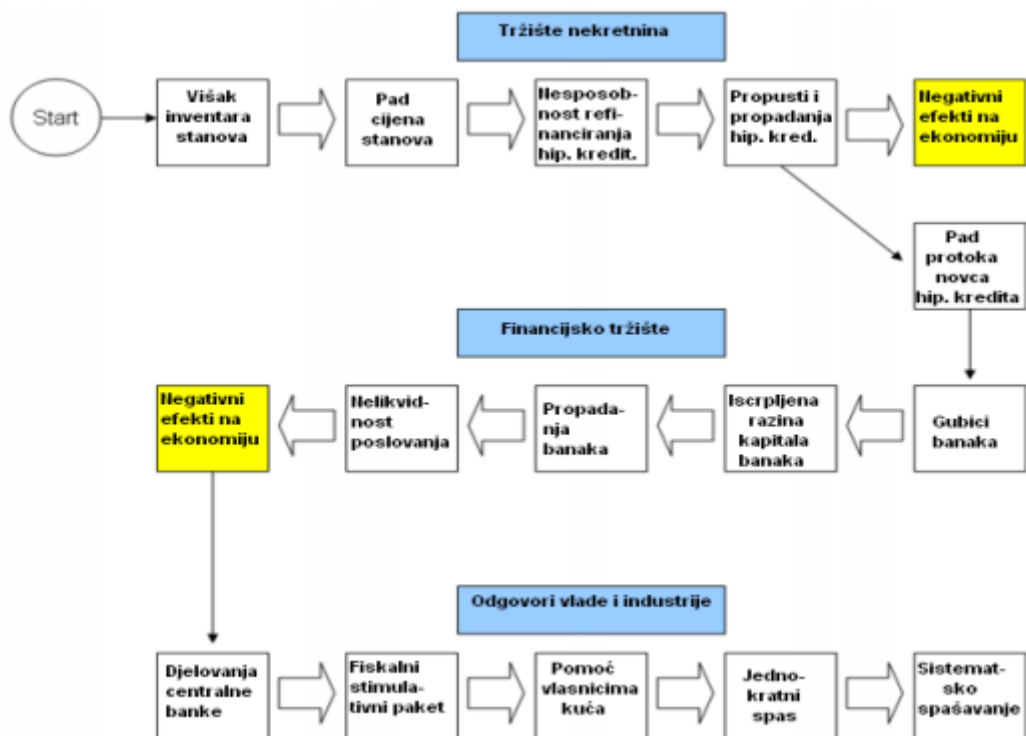 Tržište nekretnina
Start
Višak
inventara
stanova
Pad
cijena
stanova
Nesposob-
nost refi-
nanciranja
hip. kredit.
Propusti i
propadanja
hip. kred.
Negativni
efekti na
ekonomiju
Pad
protoka
novca
hip. kredita
Financijsko tržište
Negativni
efekti na
ekonomiju
Nelikvid-
nost
poslovanja
Propada-
nja
banaka
Iscrpljena
razina
kapitala
banaka
Gubici
banaka
Odgovori vlade i industrije
Djelovanja
centralne
banke
Fiskalni
stimula-
tivni paket
Pomoć
vlasnicima
kuća
Jedno-
kratni
spas
Sistemat-
sko
spašavanje